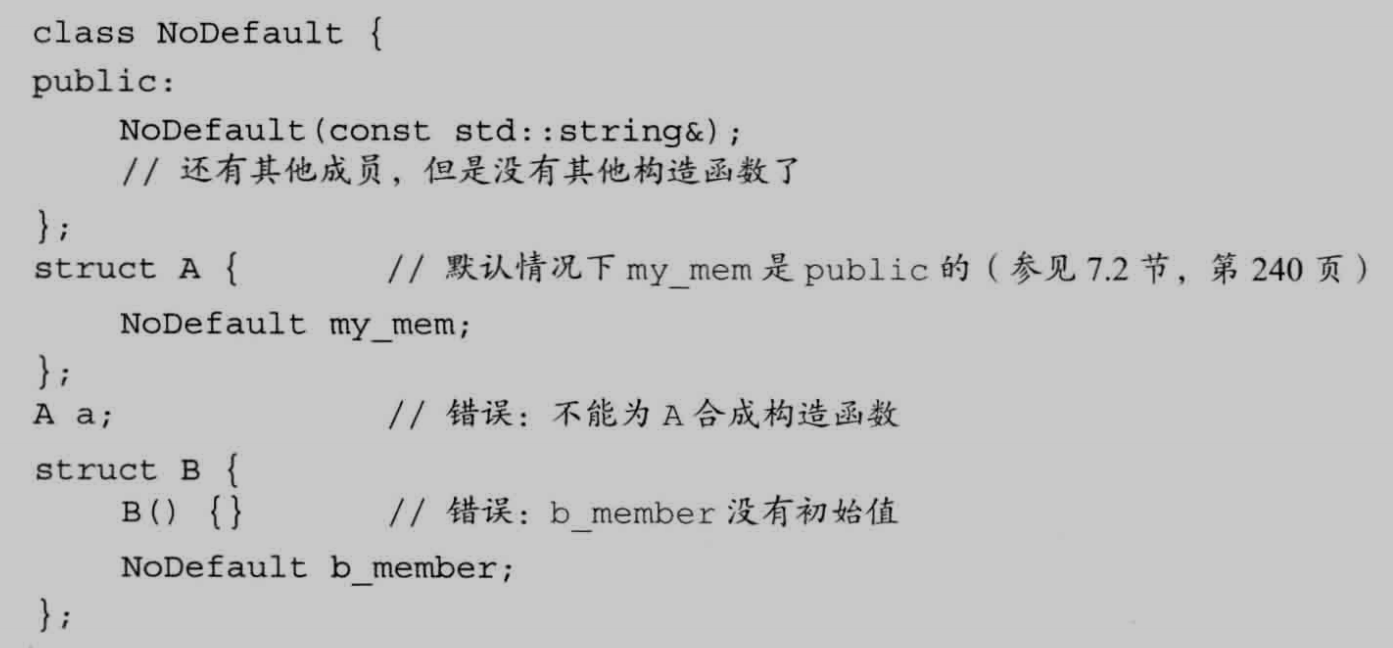 class NoDefault {
public:
    NoDefault(const std::string&);
    // 还有其他成员，但是没有其他构造函数了
};
struct A {          // 默认情况下 my_mem 是 public 的（参见 7.2 节，第 240 页）
    NoDefault my_mem;
};
A a;                // 错误：不能为 A 合成构造函数
struct B {
    B() {}          // 错误：b_member 没有初始值
    NoDefault b_member;
};